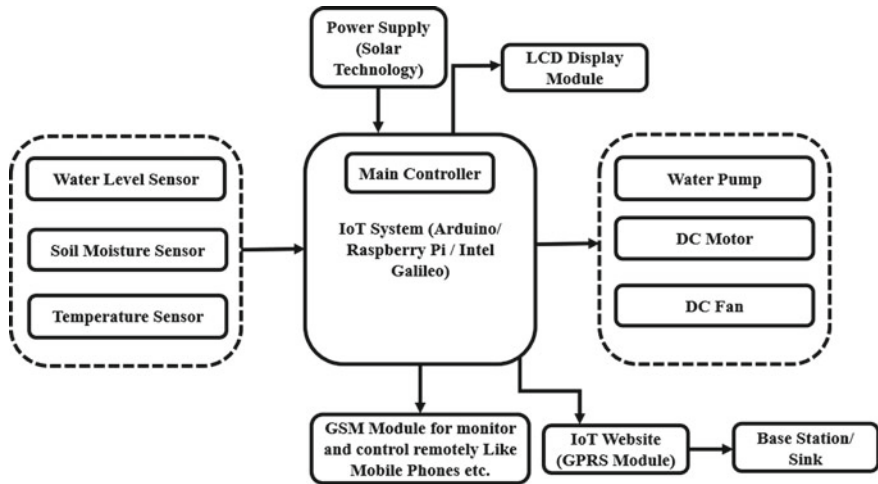 Power Supply
(Solar
Technology)
LCD Display
Module
Water Level Sensor
Soil Moisture Sensor
Temperature Sensor
Main Controller
IoT System (Arduino/
Raspberry Pi / Intel
Galileo)
Water Pump
DC Motor
DC Fan
GSM Module for monitor
and control remotely Like
Mobile Phones etc.
IoT Website
(GPRS Module)
Base Station/
Sink